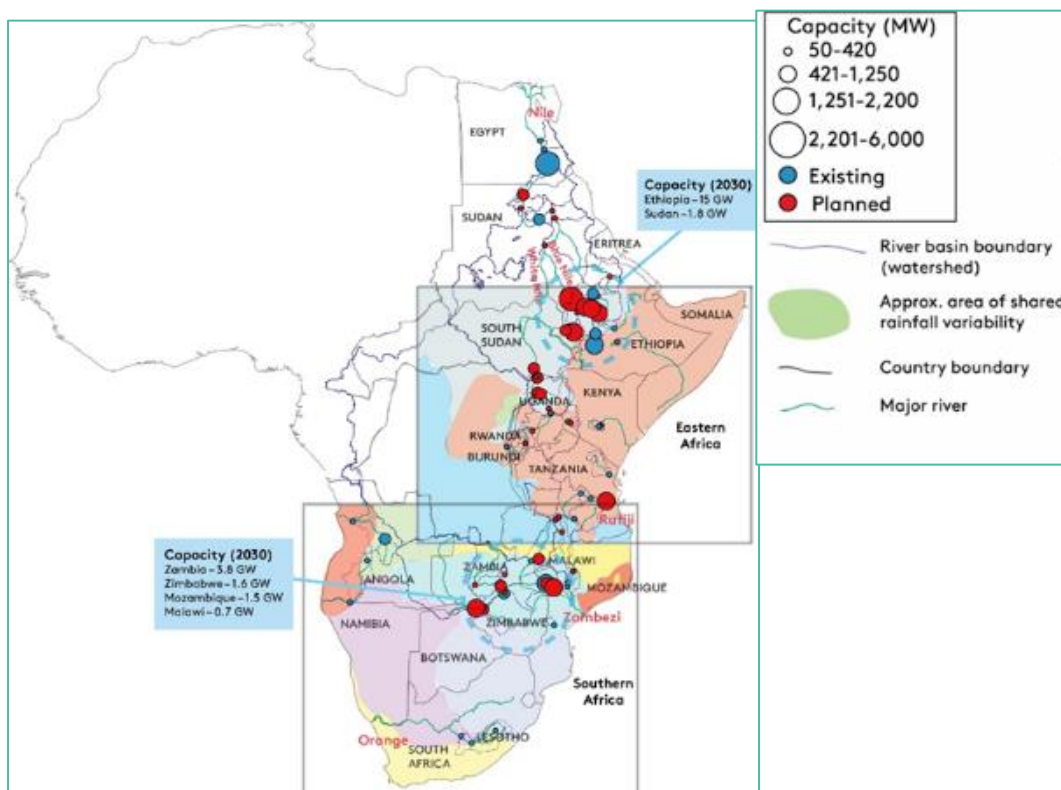 Capacity (MW)
50–420
421–1,250
1,251–2,200
2,201–6,000
Existing
Planned
River basin boundary
(watershed)
Approx. area of shared
rainfall variability
Country boundary
Major river
Nile
EGYPT
Capacity (2030)
Ethiopia – 15 GW
Sudan – 1.8 GW
SUDAN
ERITREA
White Nile
Blue Nile
SOMALIA
SOUTH
SUDAN
ETHIOPIA
UGANDA
KENYA
RWANDA
BURUNDI
Eastern
Africa
TANZANIA
Rufiji
Capacity (2030)
Zambia – 3.8 GW
Zimbabwe – 1.6 GW
Mozambique – 1.5 GW
Malawi – 0.7 GW
ANGOLA
ZAMBIA
MALAWI
MOZAMBIQUE
NAMIBIA
ZIMBABWE
Zambezi
BOTSWANA
Southern
Africa
Orange
LESOTHO
SOUTH
AFRICA